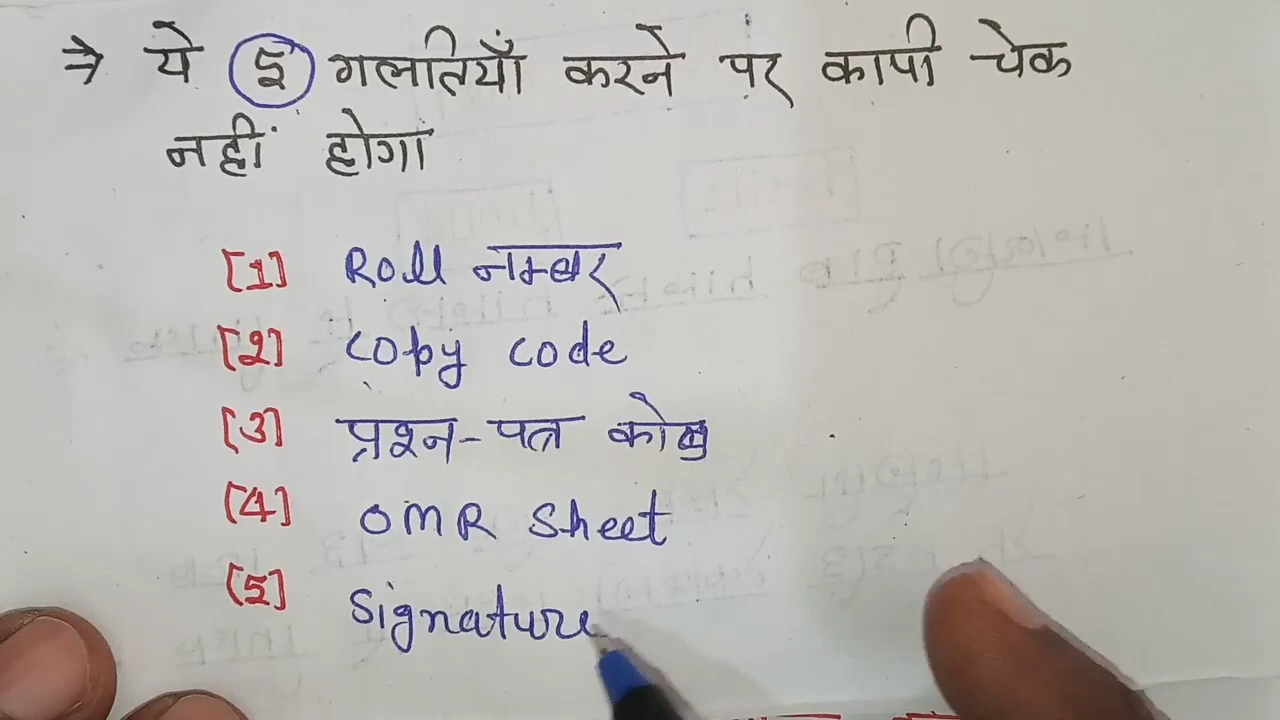 → ये 5 गलतियाँ करने पर कापी चेक
नहीं होगा
[1] Roll नम्बर
[2] Copy code
[3] प्रश्न-पत्र कोड
[4] OMR Sheet
[5] Signature